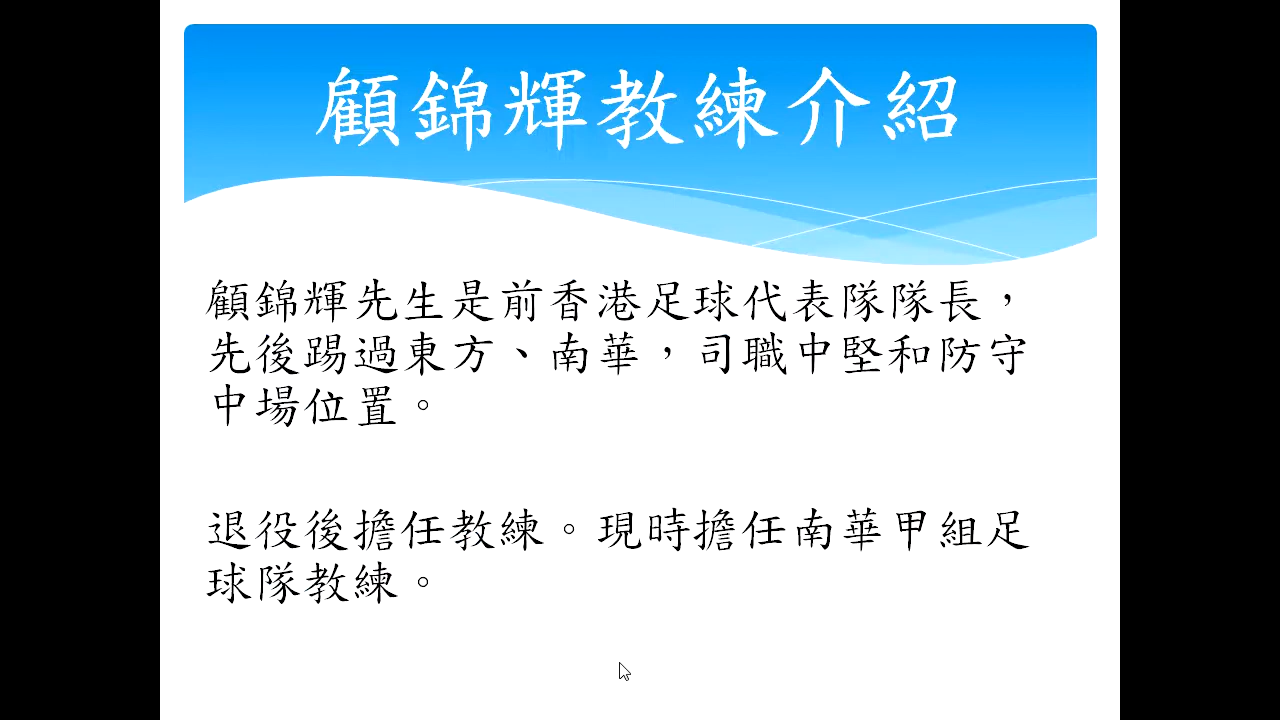 顧錦輝教練介紹
顧錦輝先生是前香港足球代表隊隊長，
先後踢過東方、南華，司職中堅和防守
中場位置。
退役後擔任教練。現時擔任南華甲組足
球隊教練。